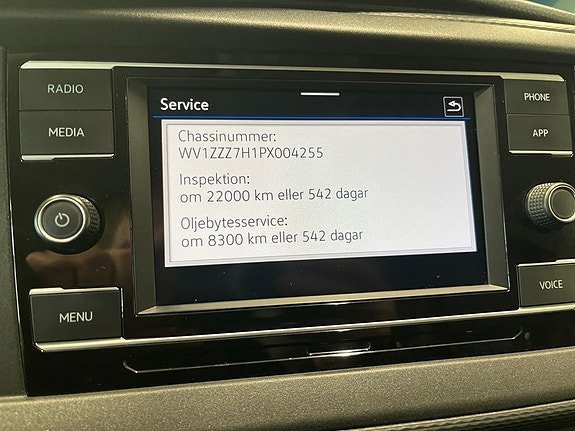 RADIO
MEDIA
MENU
Service
Chassinummer:
WV1ZZZ7H1PX004255
Inspektion:
om 22000 km eller 542 dagar
Oljebytesservice:
om 8300 km eller 542 dagar
PHONE
APP
VOICE